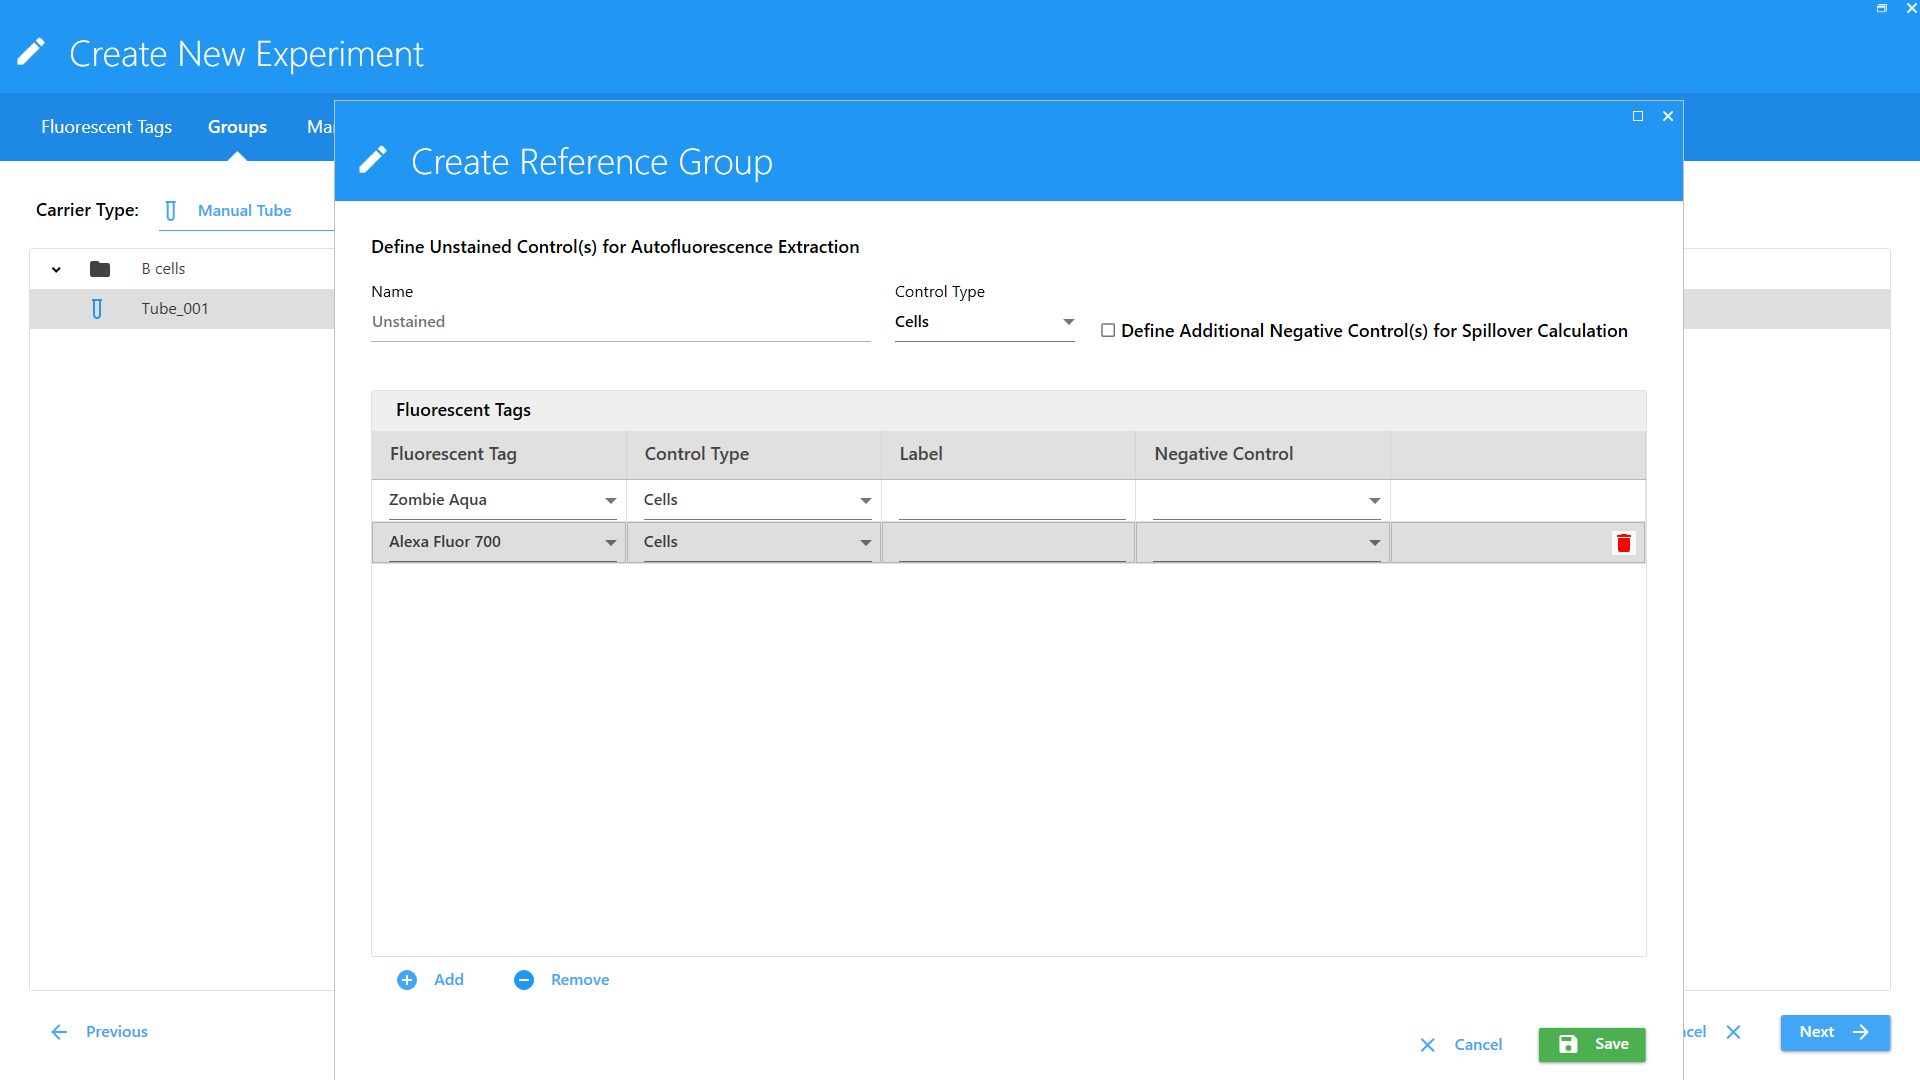 Create New Experiment
Fluorescent Tags
Groups
Ma
Create Reference Group
Carrier Type:
Manual Tube
B cells
Tube_001
Define Unstained Control(s) for Autofluorescence Extraction
Name
Control Type
Unstained
Cells
Define Additional Negative Control(s) for Spillover Calculation
Fluorescent Tags
Fluorescent Tag
Control Type
Label
Negative Control
Zombie Aqua
Cells
Alexa Fluor 700
Cells
Add
Remove
Previous
Cancel
Save
cel
Next